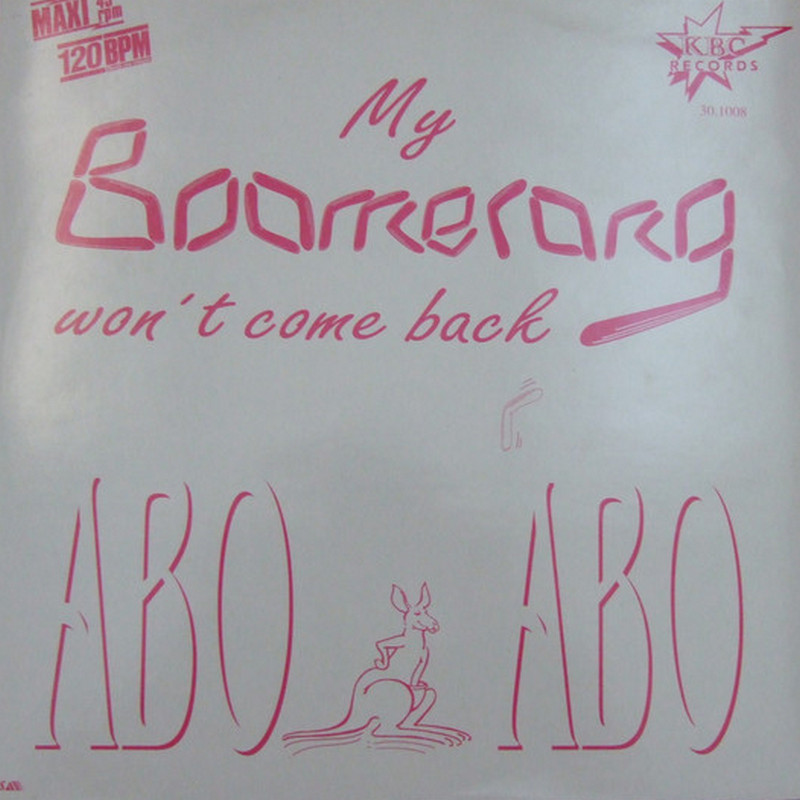 MAXI 45 rpm
120 BPM
KBC
RECORDS
30.1008
My
Boomerang
won't come back
ABO ABO